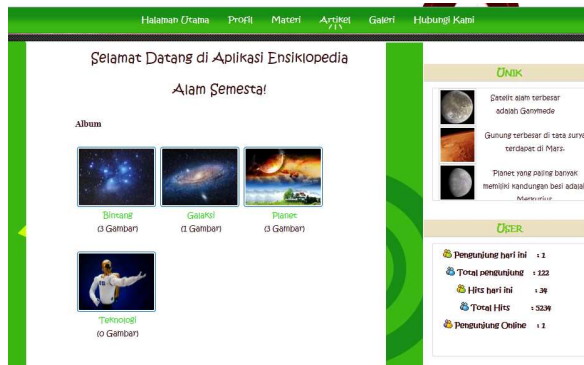 Halaman Utama Profil Materi Artikel Galeri Hubungi Kami
Selamat Datang di Aplikasi Ensiklopedia
Alam Semesta!
Album
Bintang
(3 Gambar)
Galaksi
(1 Gambar)
Planet
(3 Gambar)
Teknologi
(0 Gambar)
Unik
Satelit alam terbesar
adalah Ganymede
Gunung terbesar di tata surya
terdapat di Mars.
Planet yang paling banyak
memiliki kandungan besi adalah
Merkurius
User
Pengunjung hari ini : 1
Total pengunjung : 122
Hits hari ini : 34
Total Hits : 5234
Pengunjung Online : 1